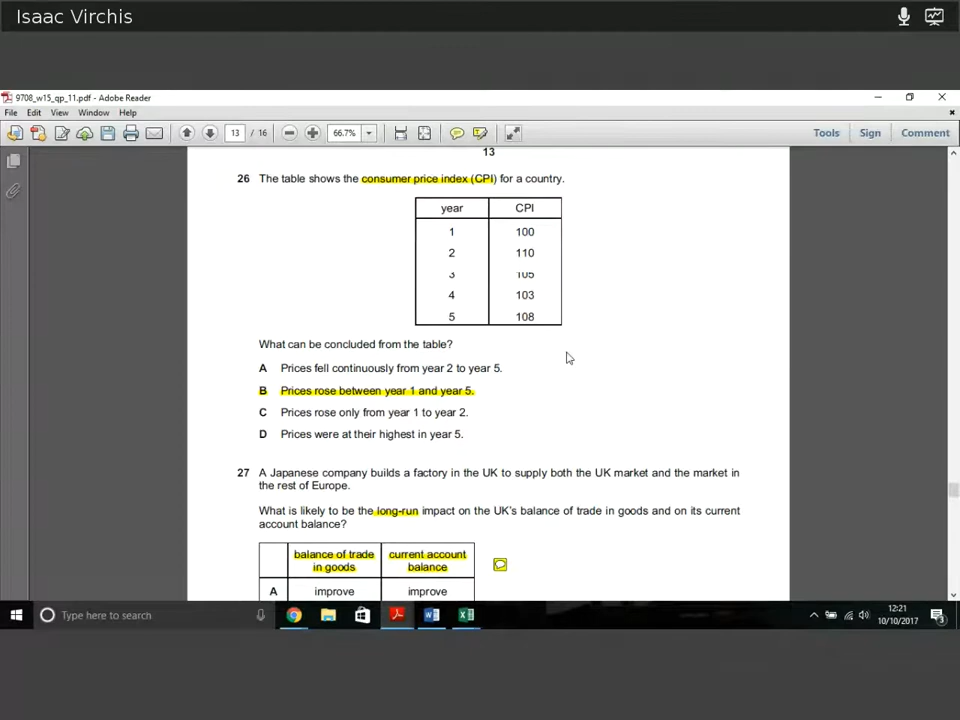 Isaac Virchis
9708_w15_qp_11.pdf - Adobe Reader
File Edit View Window Help
13 / 16 66.7% Tools Sign Comment
13
26 The table shows the consumer price index (CPI) for a country.
year CPI
1 100
2 110
3 105
4 103
5 108
What can be concluded from the table?
A Prices fell continuously from year 2 to year 5.
B Prices rose between year 1 and year 5.
C Prices rose only from year 1 to year 2.
D Prices were at their highest in year 5.
27 A Japanese company builds a factory in the UK to supply both the UK market and the market in
the rest of Europe.
What is likely to be the long-run impact on the UK's balance of trade in goods and on its current
account balance?
balance of trade current account
in goods balance
A improve improve
Type here to search
12:21
10/10/2017
3